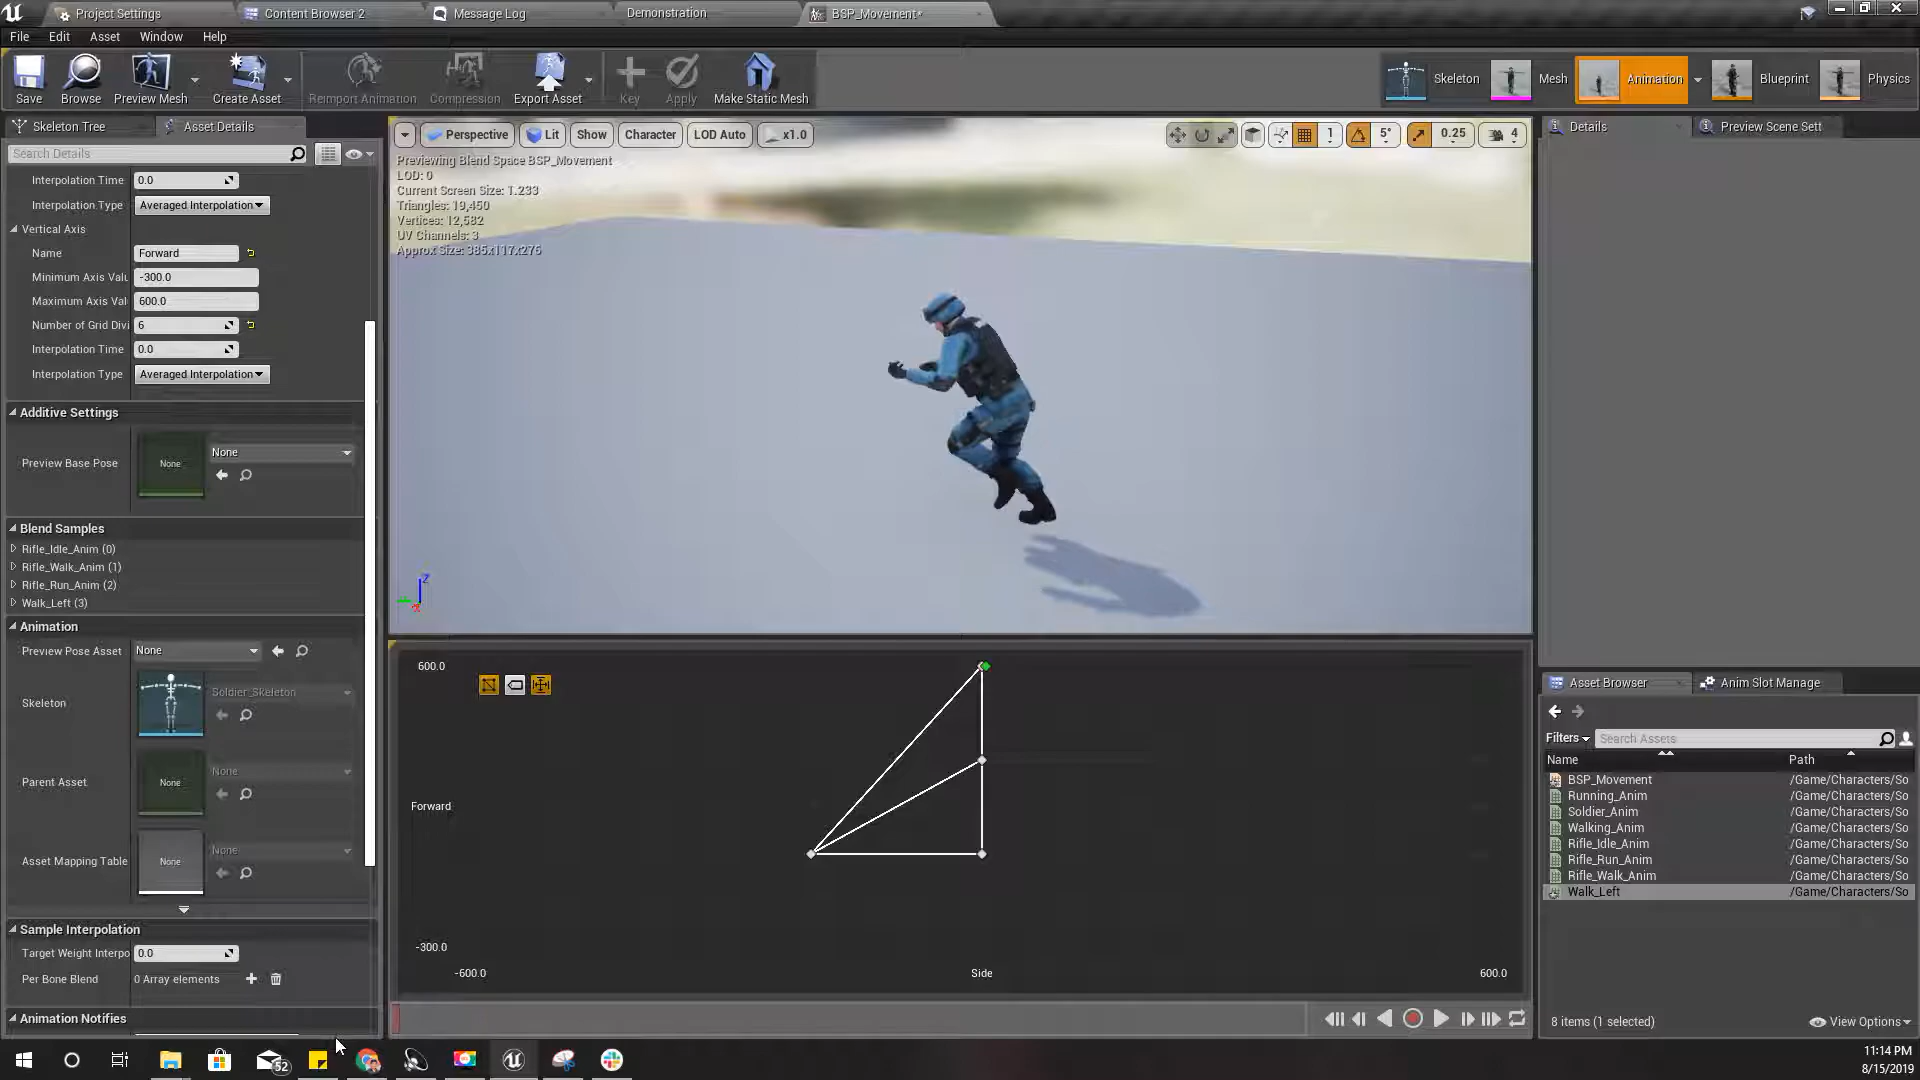 Project Settings
Content Browser 2
Message Log
Demonstration
BSP_Movement*
File
Edit
Asset
Window
Help
Save
Browse
Preview Mesh
Create Asset
Reimport Animation
Compression
Export Asset
Key
Apply
Make Static Mesh
Skeleton
Mesh
Animation
Blueprint
Physics
Skeleton Tree
Asset Details
Search Details
Interpolation Time
0.0
Interpolation Type
Averaged Interpolation
Vertical Axis
Name
Forward
Minimum Axis Valu
-300.0
Maximum Axis Val
600.0
Number of Grid Divi
6
Interpolation Time
0.0
Interpolation Type
Averaged Interpolation
Additive Settings
Preview Base Pose
None
None
Blend Samples
Rifle_Idle_Anim (0)
Rifle_Walk_Anim (1)
Rifle_Run_Anim (2)
Walk_Left (3)
Animation
Preview Pose Asset
None
Skeleton
Soldier_Skeleton
Parent Asset
None
None
Asset Mapping Table
None
None
Sample Interpolation
Target Weight Interpo
0.0
Per Bone Blend
0 Array elements
Animation Notifies
Perspective
Lit
Show
Character
LOD Auto
x1.0
1
5°
0.25
4
Previewing Blend Space BSP_Movement
LOD: 0
Current Screen Size: 1.233
Triangles: 19,450
Vertices: 12,582
UV Channels: 3
Approx Size: 385x117x276
Z
600.0
Forward
-300.0
-600.0
Side
600.0
Details
Preview Scene Sett
Asset Browser
Anim Slot Manage
Filters
Search Assets
Name
Path
BSP_Movement
/Game/Characters/So
Running_Anim
/Game/Characters/So
Soldier_Anim
/Game/Characters/So
Walking_Anim
/Game/Characters/So
Rifle_Idle_Anim
/Game/Characters/So
Rifle_Run_Anim
/Game/Characters/So
Rifle_Walk_Anim
/Game/Characters/So
Walk_Left
/Game/Characters/So
8 items (1 selected)
View Options
52
11:14 PM
8/15/2019